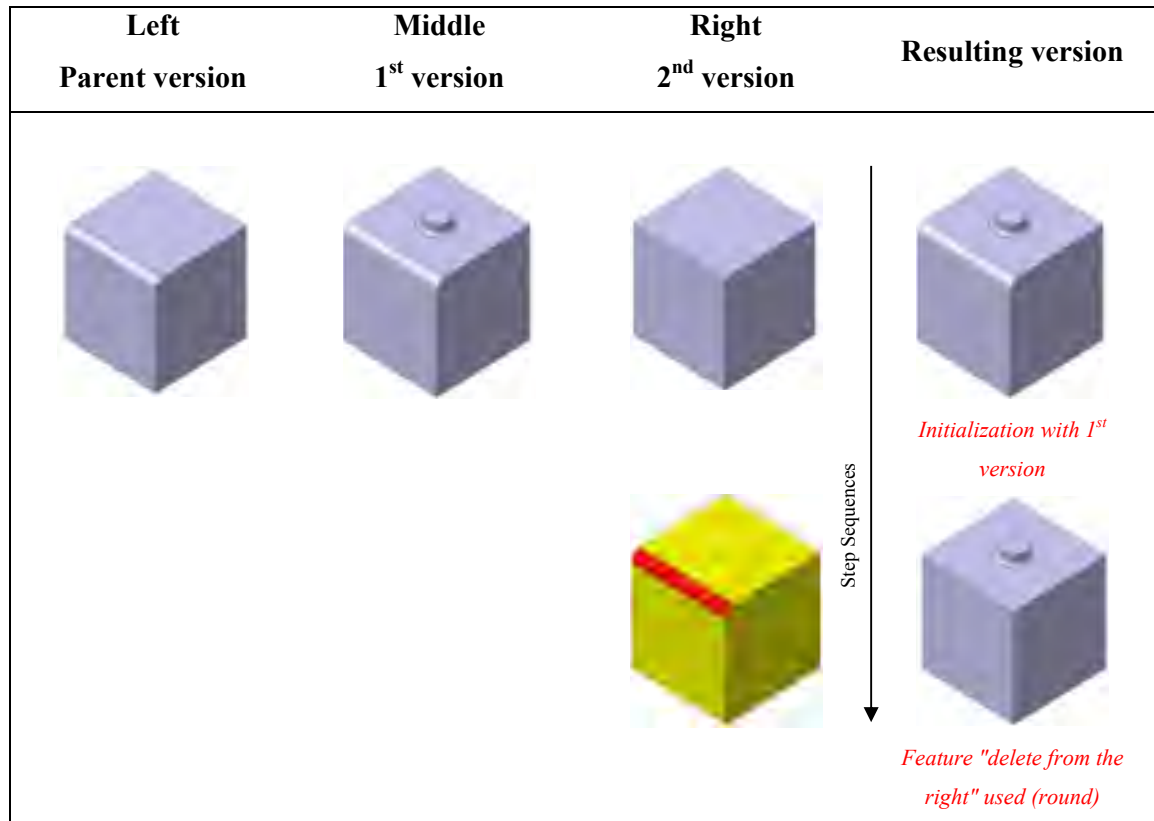 Left
Parent version
Middle
1st version
Right
2nd version
Resulting version
Initialization with 1st
version
Step Sequences
Feature "delete from the
right" used (round)